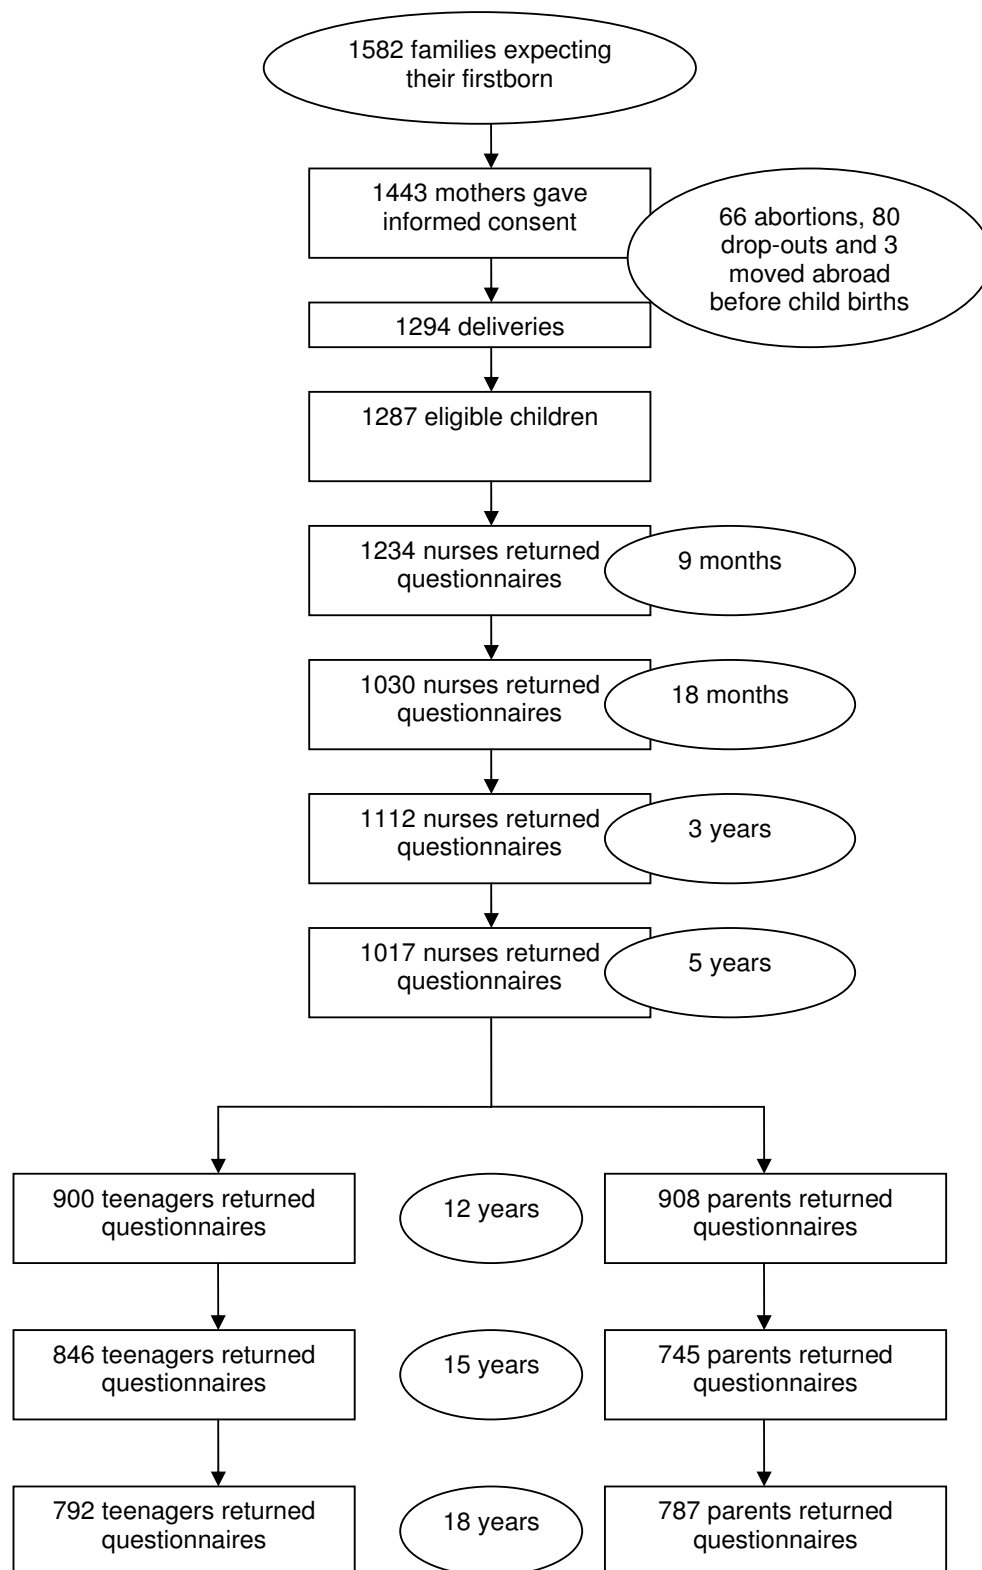 1582 families expecting
their firstborn
1443 mothers gave
informed consent
66 abortions, 80
drop-outs and 3
moved abroad
before child births
1294 deliveries
1287 eligible children
1234 nurses returned
questionnaires
9 months
1030 nurses returned
questionnaires
18 months
1112 nurses returned
questionnaires
3 years
1017 nurses returned
questionnaires
5 years
900 teenagers returned
questionnaires
12 years
908 parents returned
questionnaires
846 teenagers returned
questionnaires
15 years
745 parents returned
questionnaires
792 teenagers returned
questionnaires
18 years
787 parents returned
questionnaires